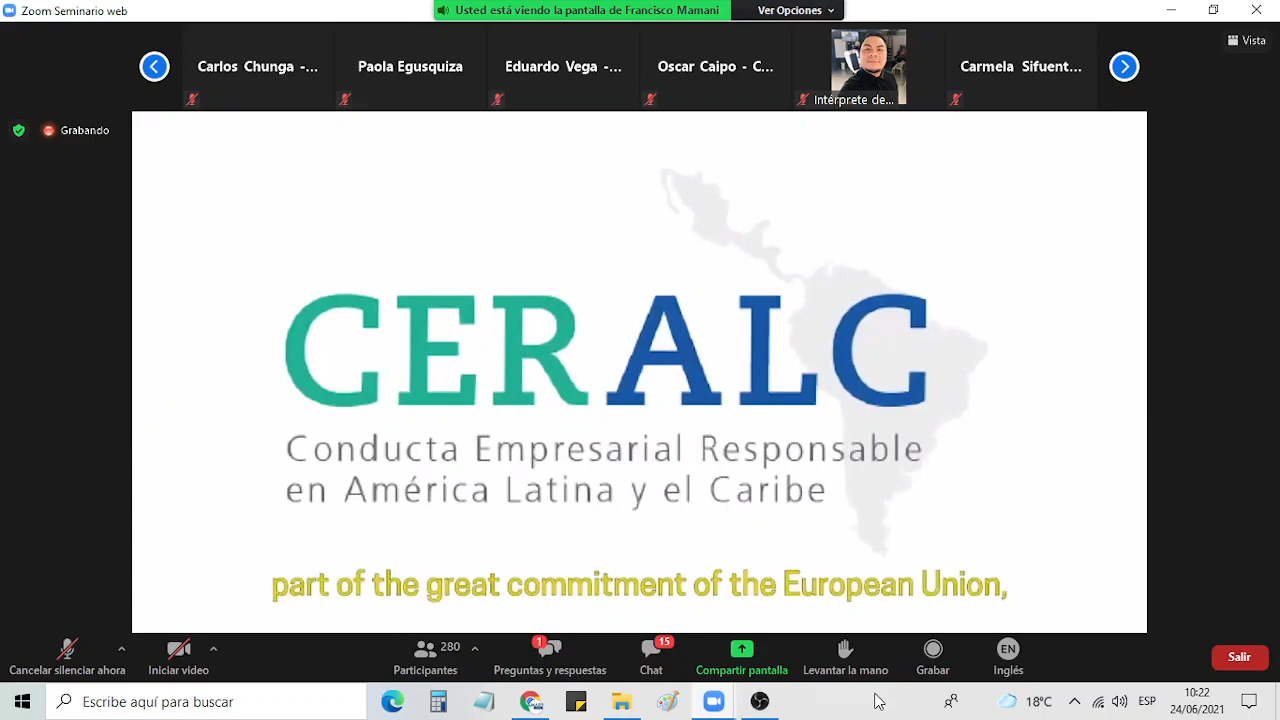 Zoom Seminario web
Usted está viendo la pantalla de Francisco Mamani
Ver Opciones
Vista
Carlos Chunga -...
Paola Egusquiza
Eduardo Vega -...
Oscar Caipo - C...
Intérprete de...
Carmela Sifuent...
Grabando
CERALC
Conducta Empresarial Responsable
en América Latina y el Caribe
part of the great commitment of the European Union,
Cancelar silenciar ahora
Iniciar video
280
Participantes
1
Preguntas y respuestas
15
Chat
Compartir pantalla
Levantar la mano
Grabar
EN
Inglés
Salir
Escribe aquí para buscar
18°C
ESP
10:22
24/06/2021